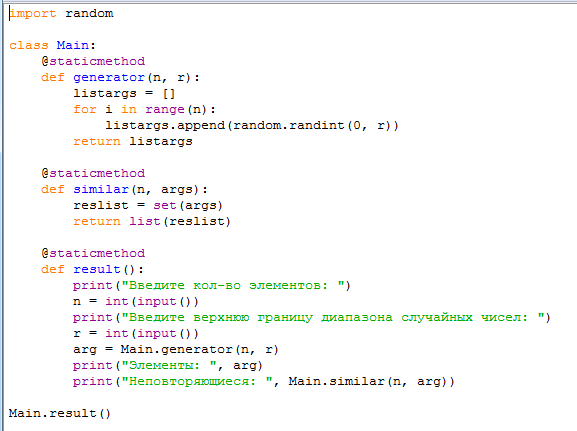 import random
class Main:
    @staticmethod
    def generator(n, r):
        listargs = []
        for i in range(n):
            listargs.append(random.randint(0, r))
        return listargs
    @staticmethod
    def similar(n, args):
        reslist = set(args)
        return list(reslist)
    @staticmethod
    def result():
        print("Введите кол-во элементов: ")
        n = int(input())
        print("Введите верхнюю границу диапазона случайных чисел: ")
        r = int(input())
        arg = Main.generator(n, r)
        print("Элементы: ", arg)
        print("Неповторяющиеся: ", Main.similar(n, arg))
Main.result()